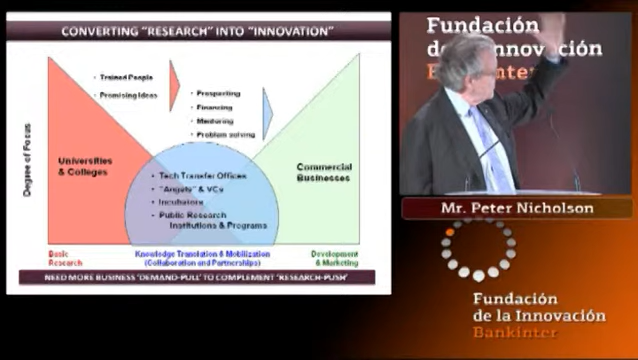 CONVERTING "RESEARCH" INTO "INNOVATION"
Degree of Focus
• Trained People
• Promising Ideas
• Prospecting
• Financing
• Mentoring
• Problem solving
Universities
& Colleges
• Tech Transfer Offices
• "Angels" & VCs
• Incubators
• Public Research
Institutions & Programs
Commercial
Businesses
Basic
Research
Knowledge Translation & Mobilization
(Collaboration and Partnerships)
Development
& Marketing
NEED MORE BUSINESS 'DEMAND-PULL' TO COMPLEMENT 'RESEARCH-PUSH'
Fundación
de
nnovación
Mr. Peter Nicholson
Fundación
de la Innovación
Bankinter